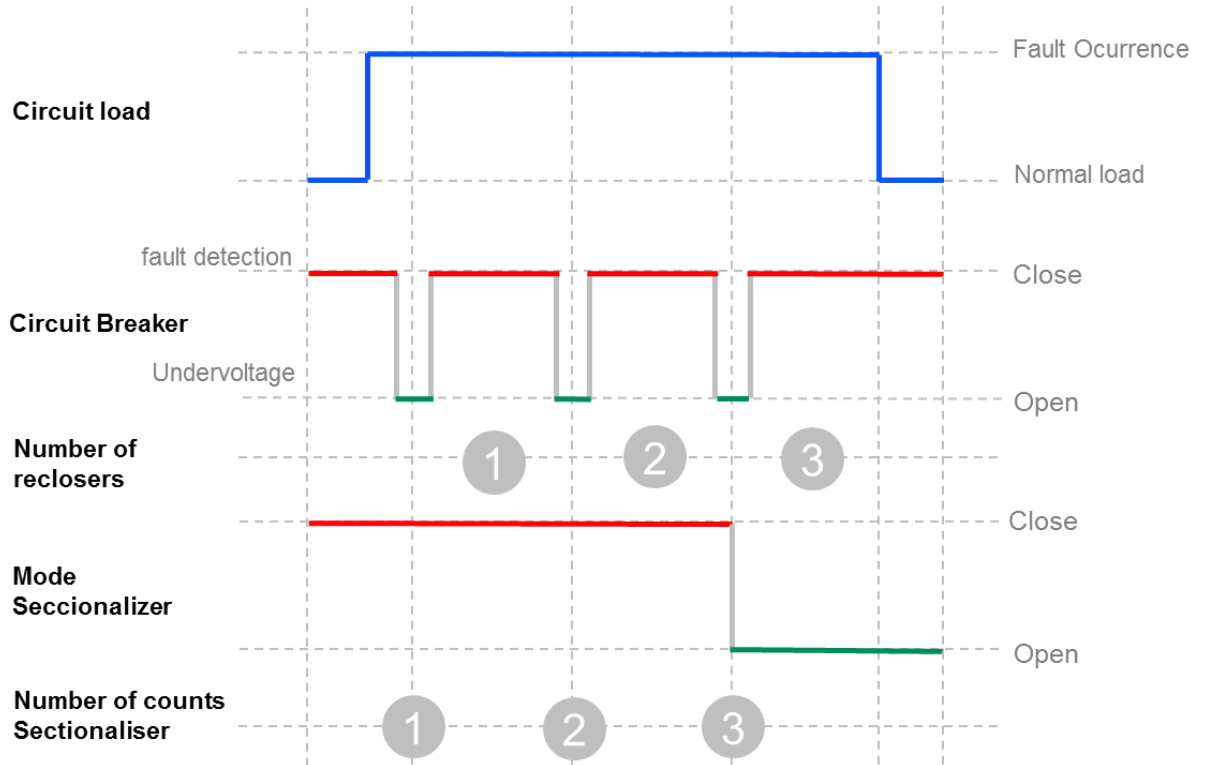 Fault Ocurrence
Circuit load
Normal load
fault detection
Close
Circuit Breaker
Undervoltage
Open
Number of
reclosers
1
2
3
Close
Mode
Seccionalizer
Open
Number of counts
Sectionaliser
1
2
3